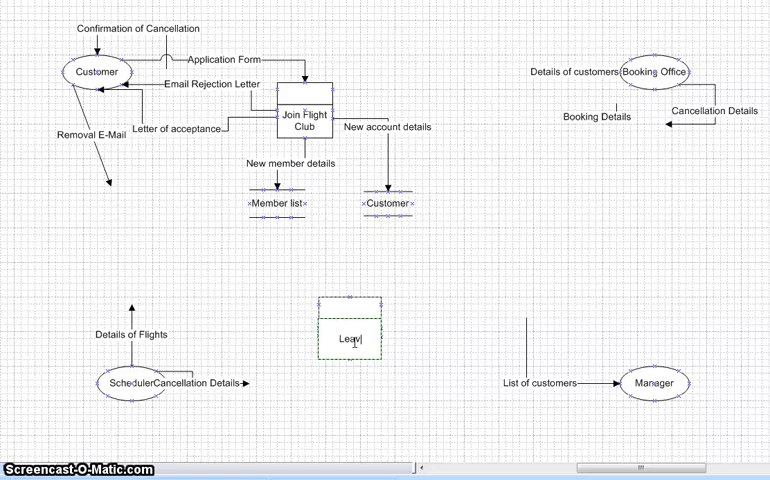 Confirmation of Cancellation
Application Form
Customer
Details of customers
Booking Office
Email Rejection Letter
Booking Details
Cancellation Details
Join Flight
Club
Letter of acceptance
New account details
Removal E-Mail
New member details
Member list
Customer
Details of Flights
Leav
Scheduler
Cancellation Details
List of customers
Manager
Screencast-O-Matic.com